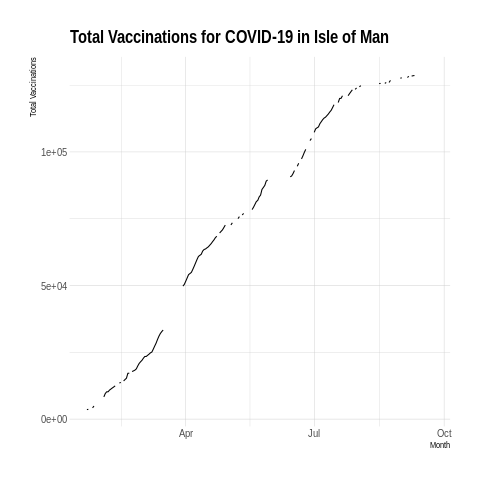 Total Vaccinations for COVID-19 in Isle of Man
Total Vaccinations
1e+05
5e+04
0e+00
Apr
Jul
Oct
Month